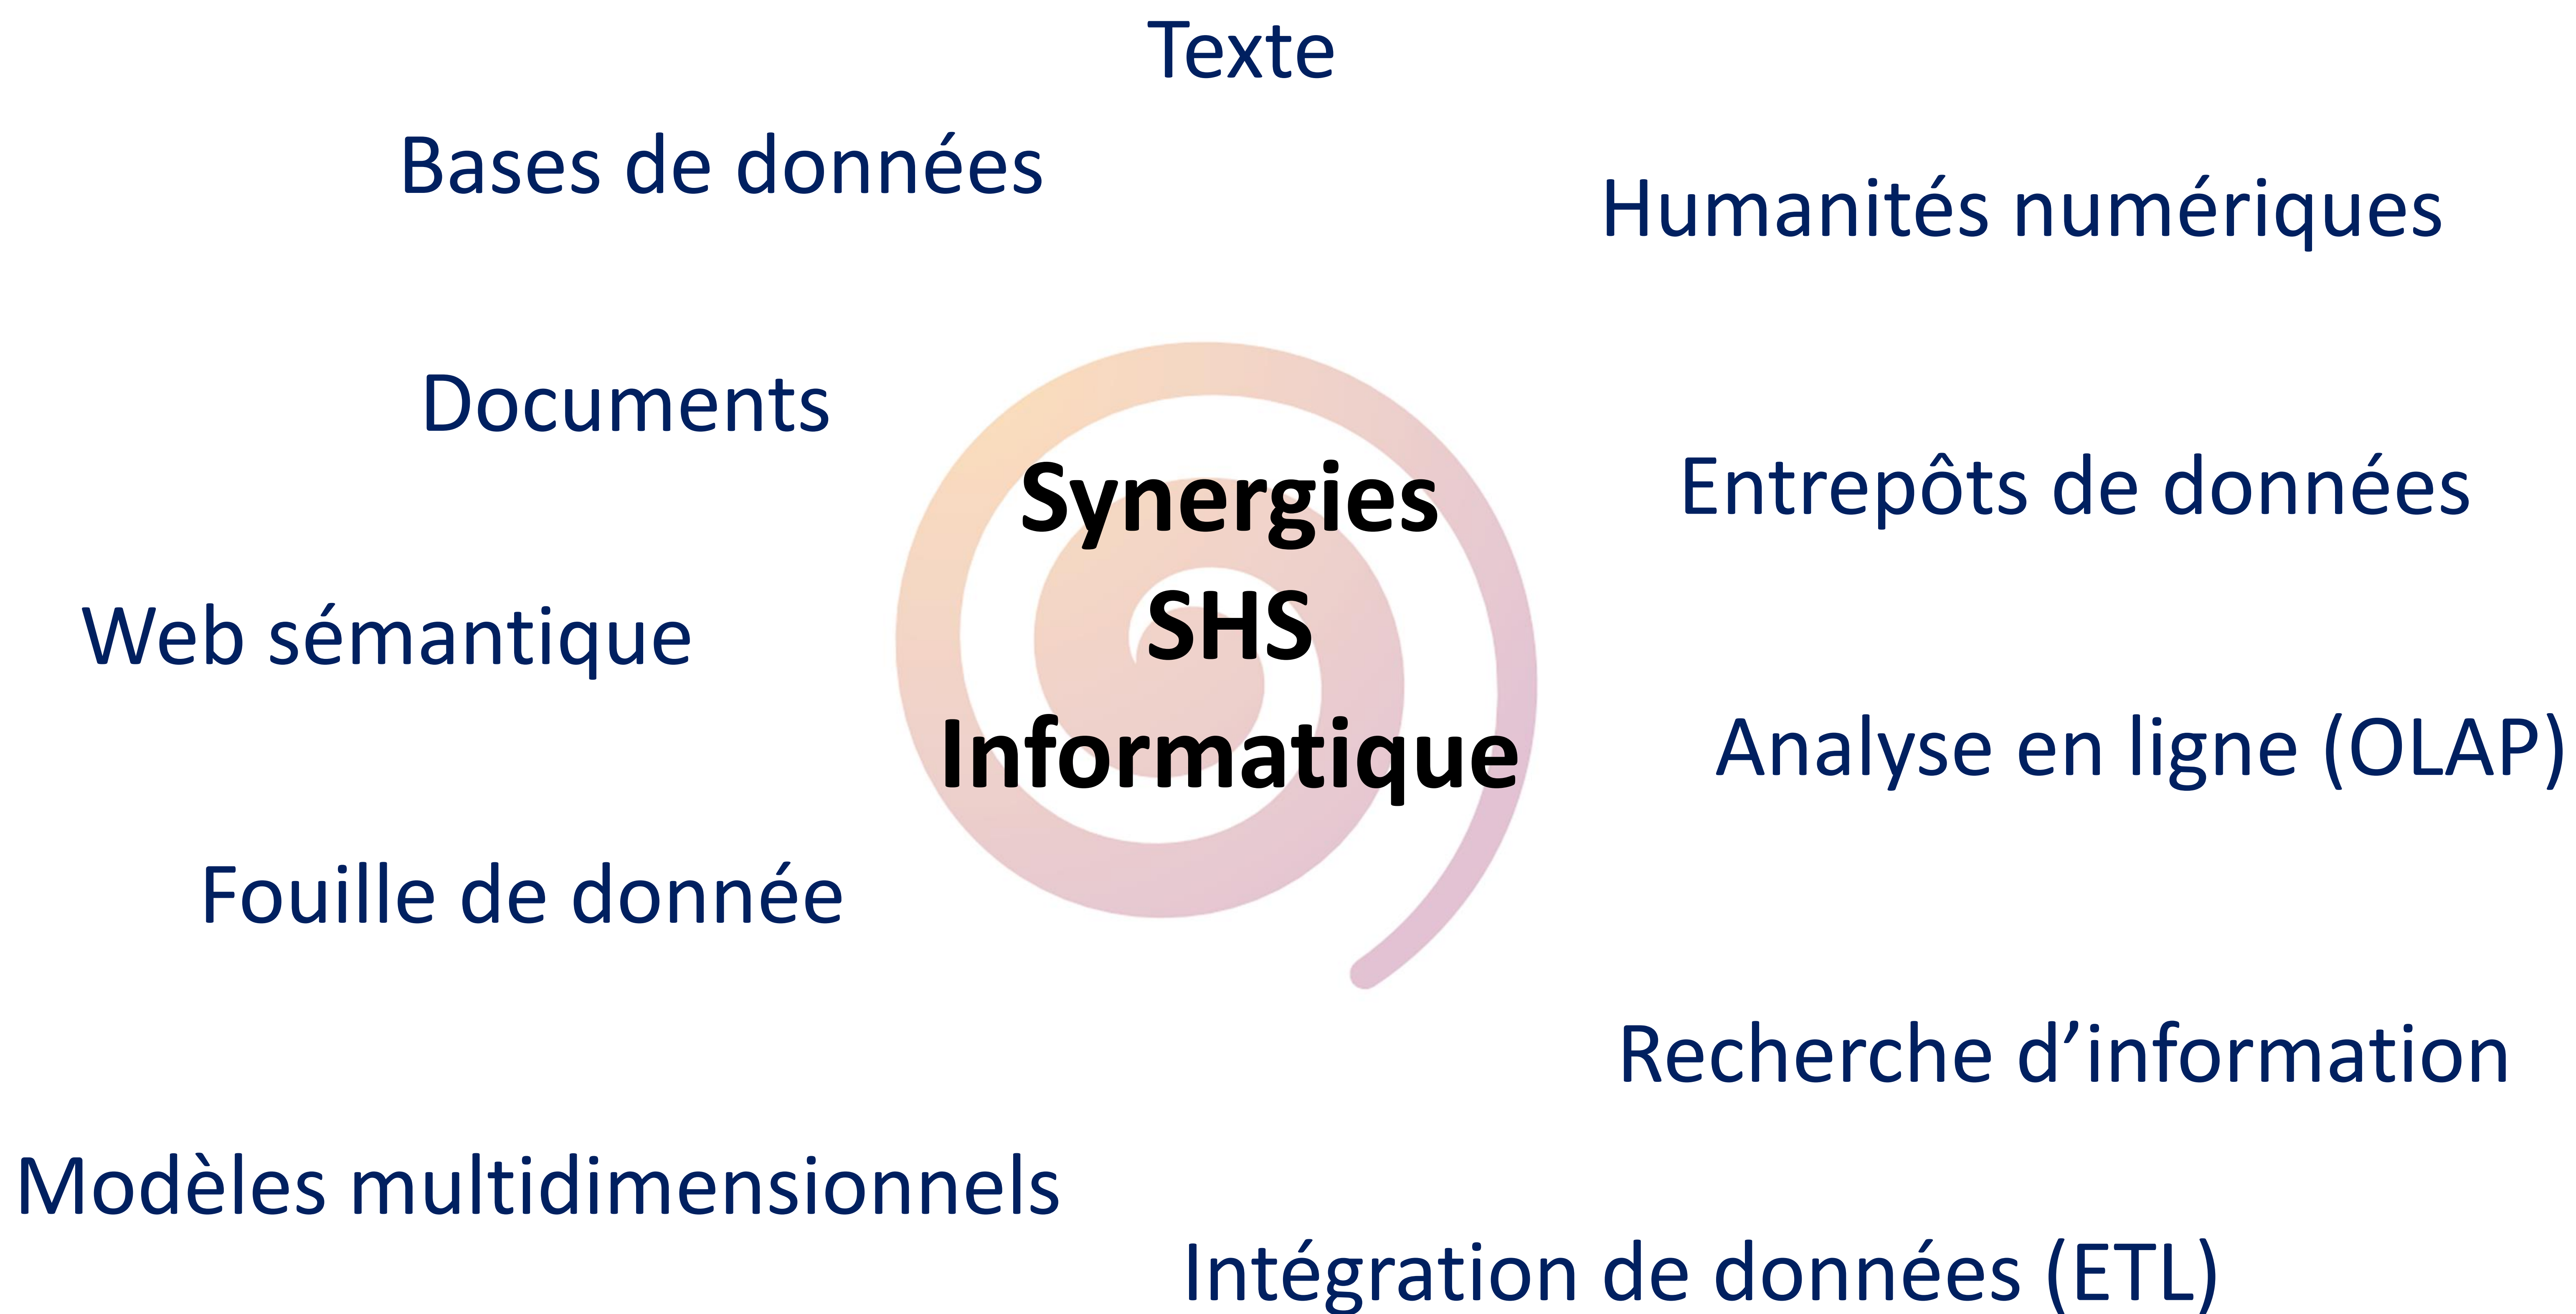 Texte
Bases de données
Humanités numériques
Documents
Synergies
SHS
Informatique
Entrepôts de données
Web sémantique
Analyse en ligne (OLAP)
Fouille de donnée
Recherche d’information
Modèles multidimensionnels
Intégration de données (ETL)